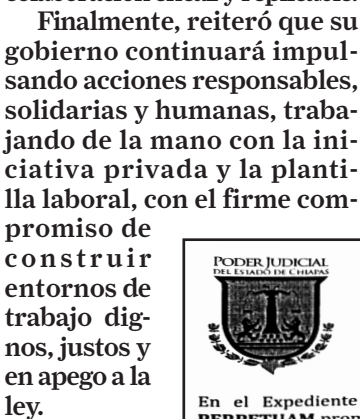 Finalmente, reiteró que su
gobierno continuará impul-
sando acciones responsables,
solidarias y humanas, traba-
jando de la mano con la ini-
ciativa privada y la planti-
lla laboral, con el firme com-
promiso de
construir
entornos de
trabajo dig-
nos, justos y
en apego a la
ley.
PODER JUDICIAL
DEL ESTADO DE CHIAPAS
En el Expediente